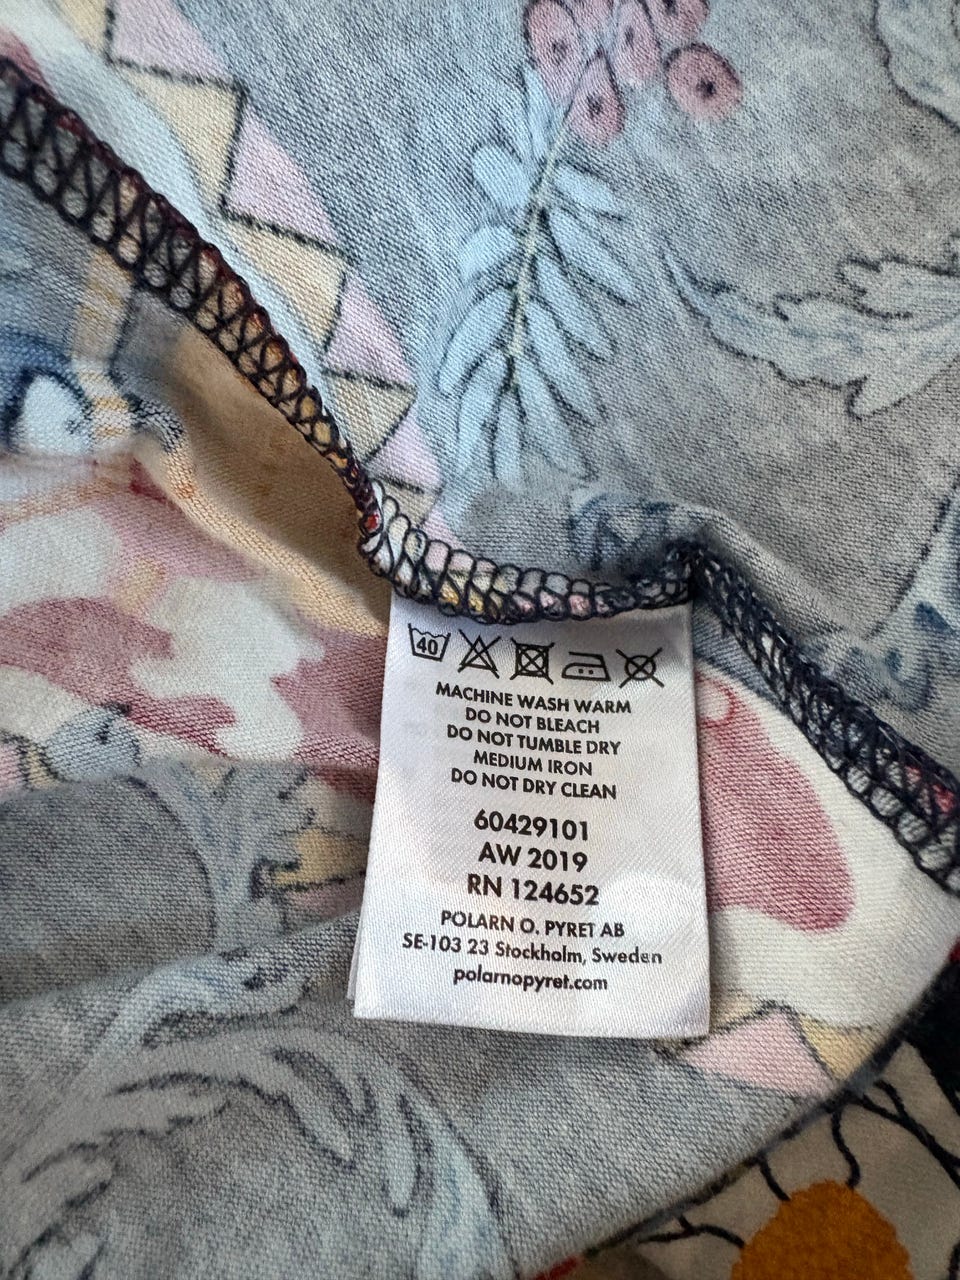 40
MACHINE WASH WARM
DO NOT BLEACH
DO NOT TUMBLE DRY
MEDIUM IRON
DO NOT DRY CLEAN
60429101
AW 2019
RN 124652
POLARN O. PYRET AB
SE-103 23 Stockholm, Sweden
polarnopyret.com